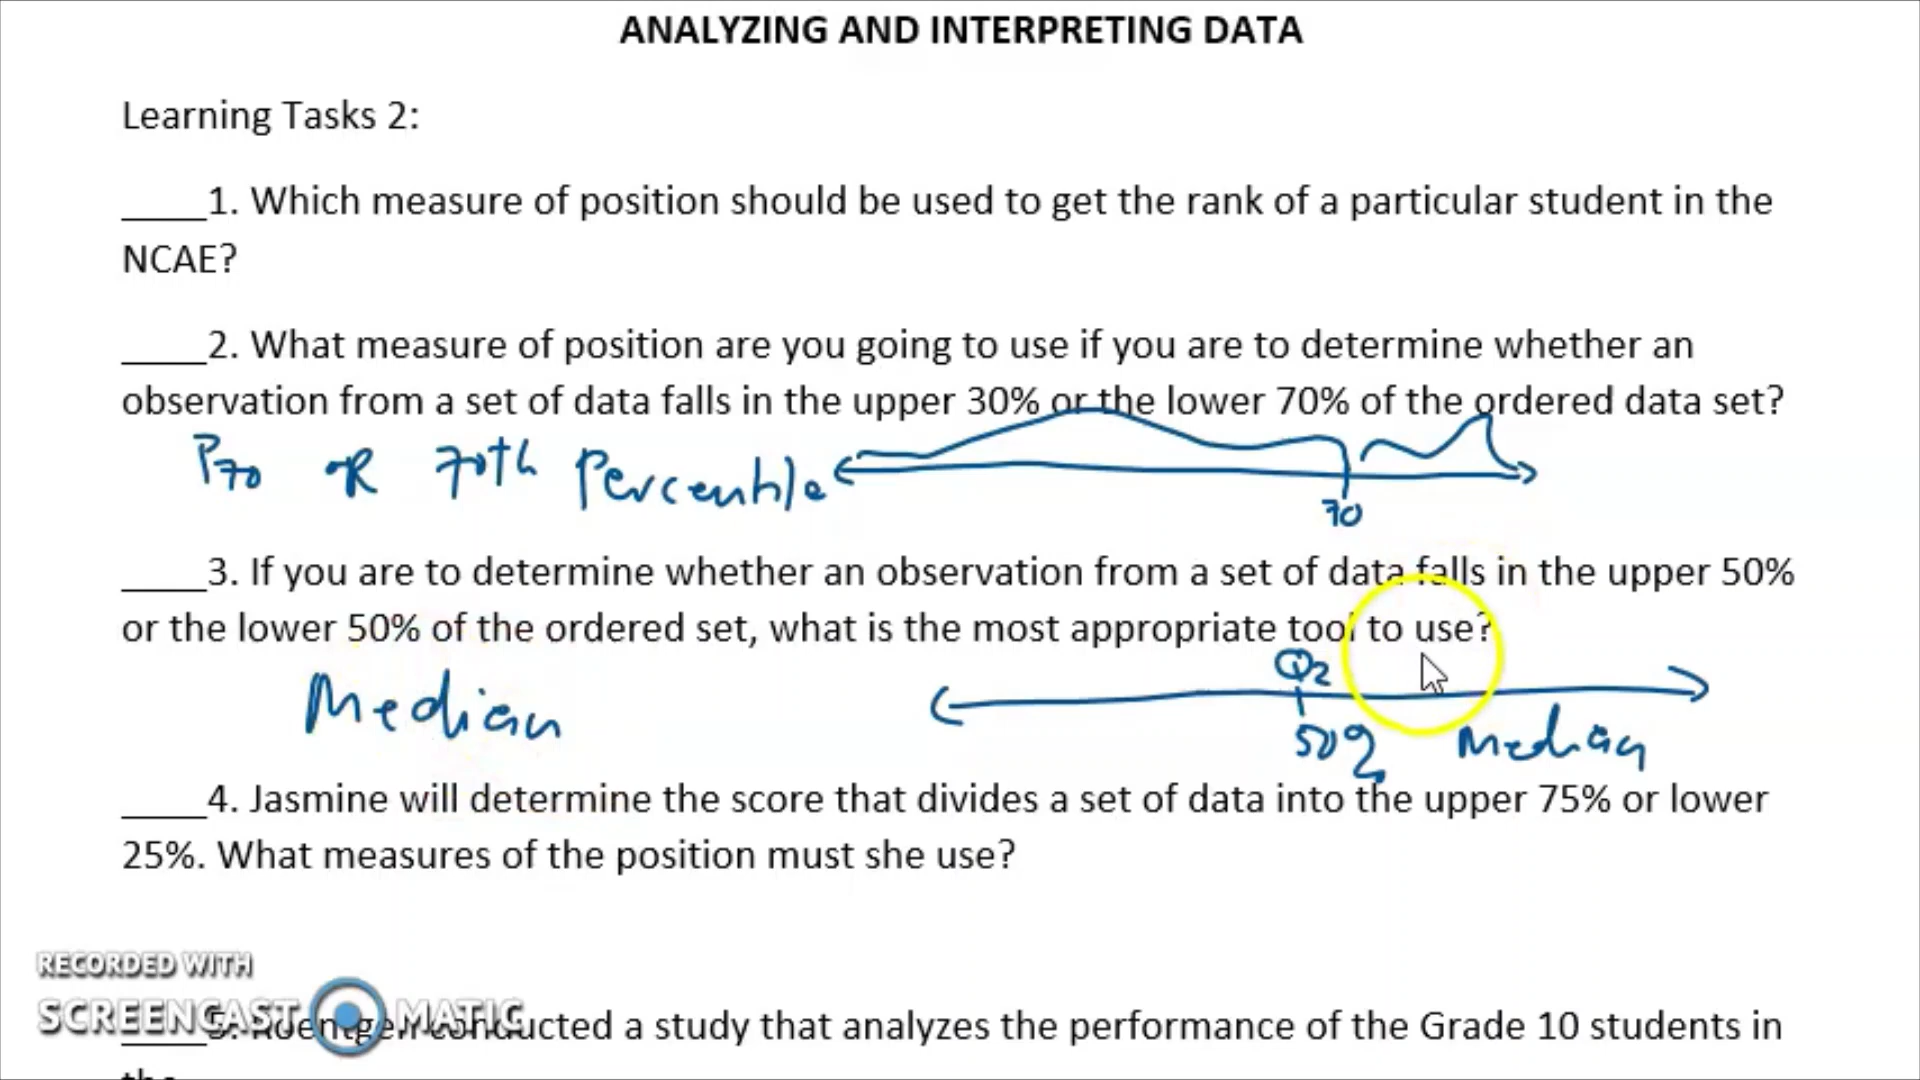 ANALYZING AND INTERPRETING DATA
Learning Tasks 2:
____1. Which measure of position should be used to get the rank of a particular student in the
NCAE?
____2. What measure of position are you going to use if you are to determine whether an
observation from a set of data falls in the upper 30% or the lower 70% of the ordered data set?
P70 OR 70th Percentile
70
____3. If you are to determine whether an observation from a set of data falls in the upper 50%
or the lower 50% of the ordered set, what is the most appropriate tool to use?
Q2
Median
50% Median
____4. Jasmine will determine the score that divides a set of data into the upper 75% or lower
25%. What measures of the position must she use?
RECORDED WITH
SCREENCAST MATIC
____5. Roentgen conducted a study that analyzes the performance of the Grade 10 students in